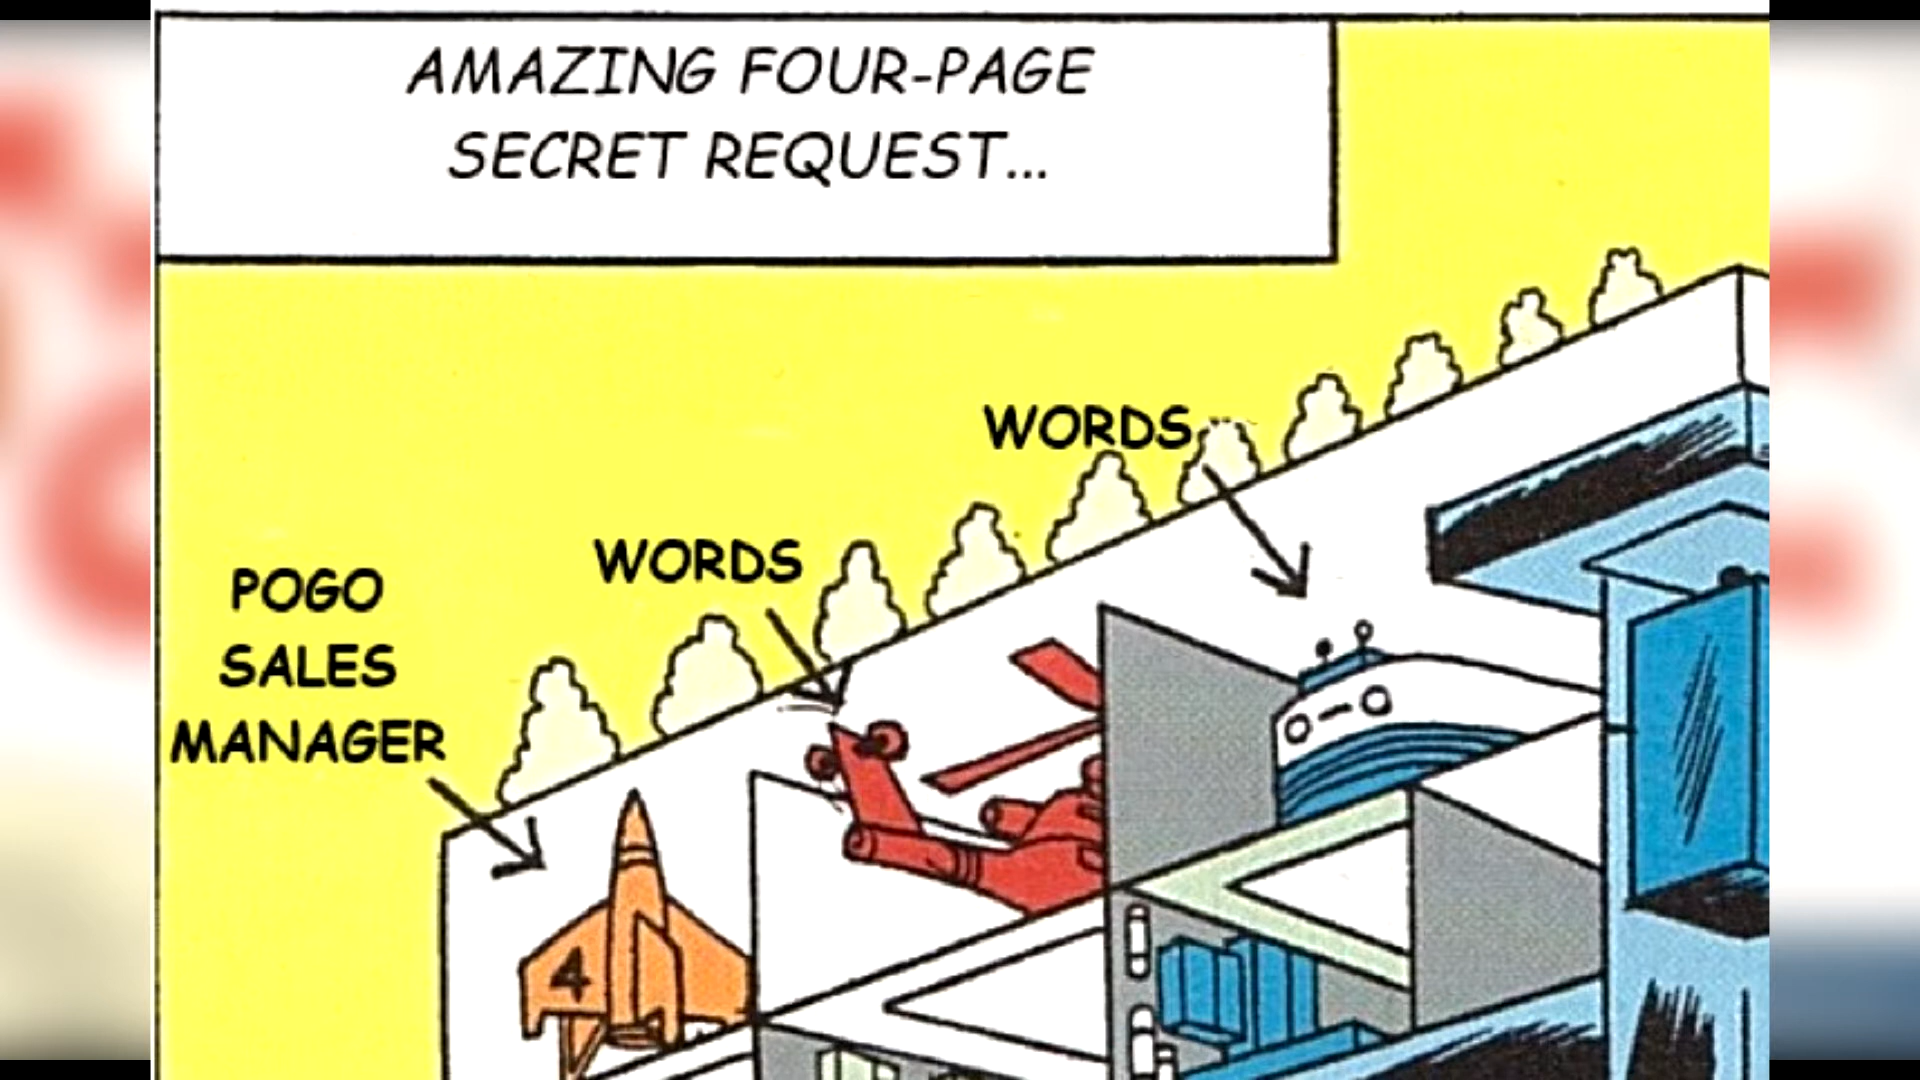 AMAZING FOUR-PAGE
SECRET REQUEST...
WORDS
WORDS
POGO
SALES
MANAGER
4